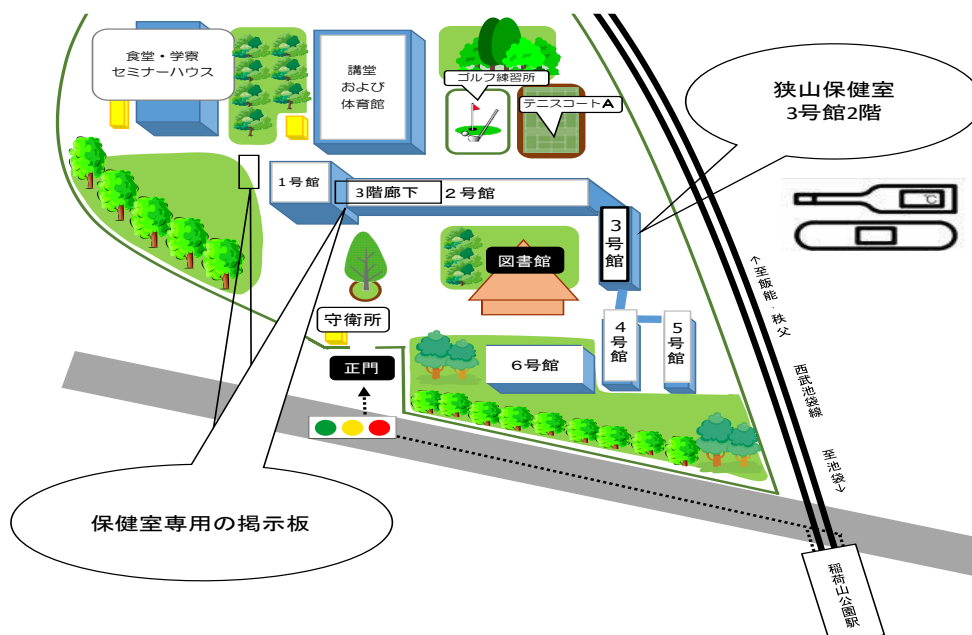 食堂・学寮
セミナーハウス
講堂
および
体育館
ゴルフ練習所
テニスコートA
狭山保健室
3号館2階
℃
1号館
3階廊下
2号館
3号館
図書館
守衛所
正門
4号館
5号館
6号館
↑至飯能・秩父
西武池袋線
至池袋↓
保健室専用の掲示板
稲荷山公園駅